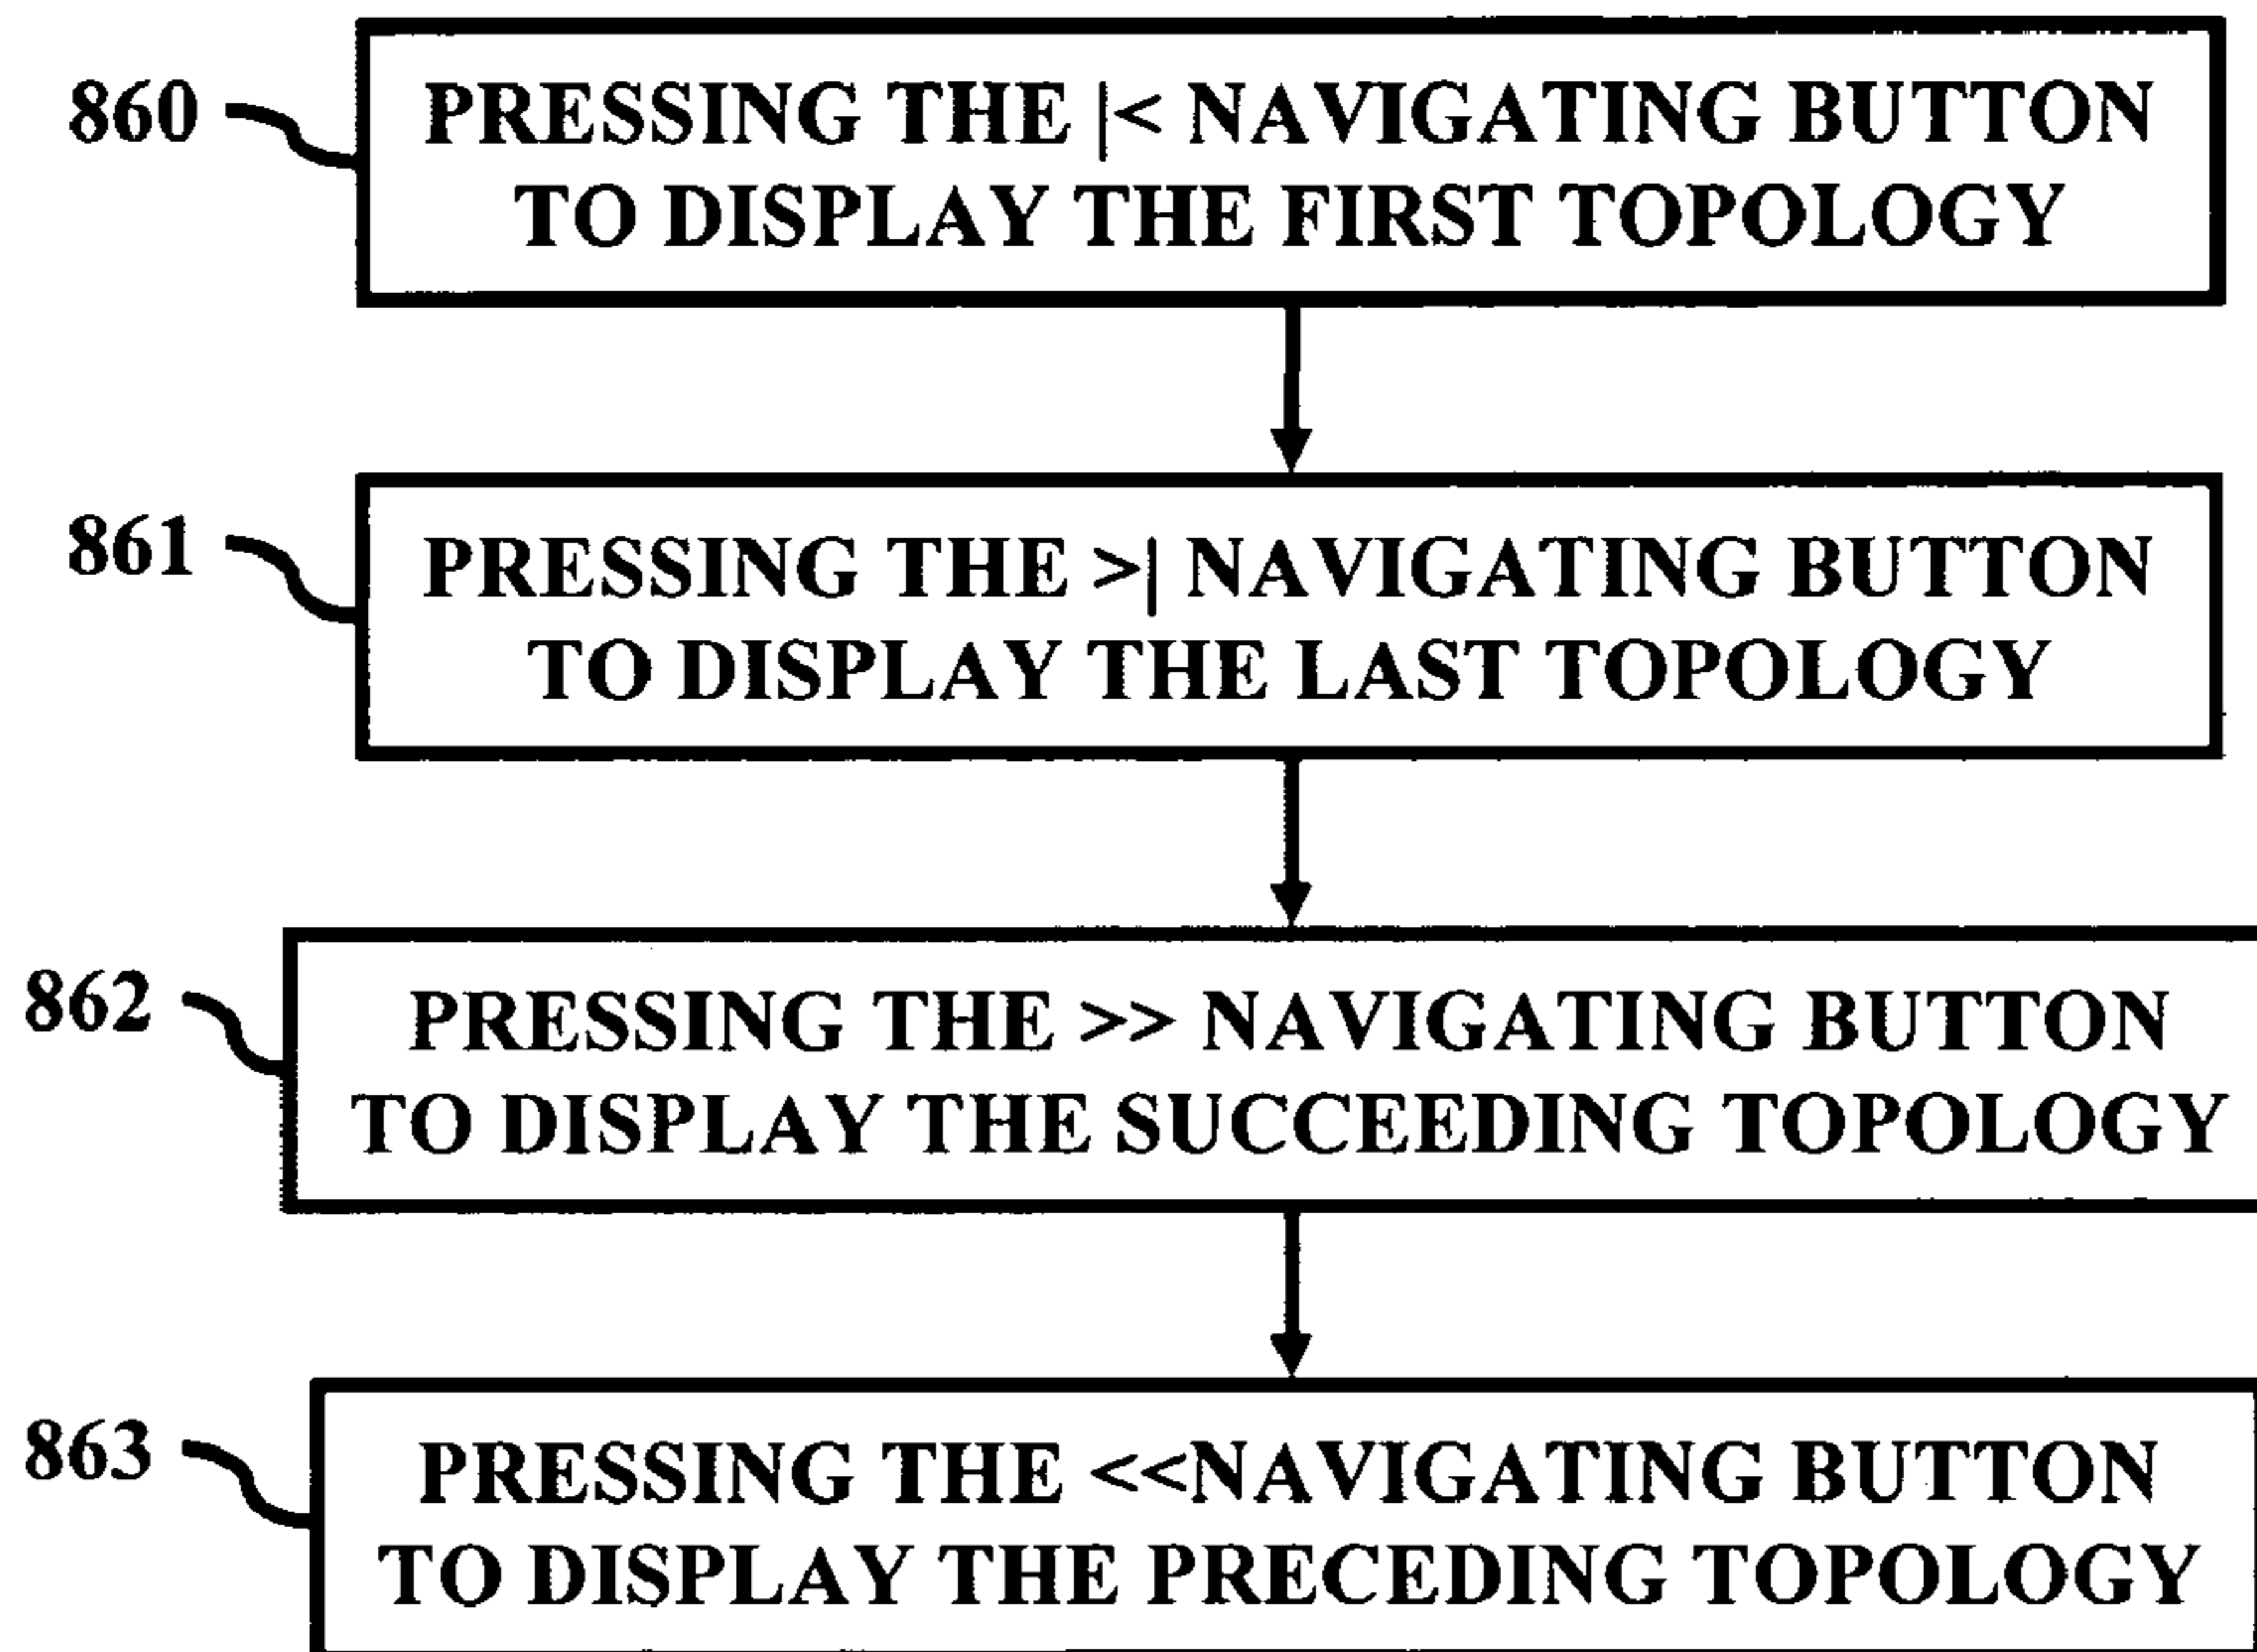 860
PRESSING THE |< NAVIGATING BUTTON
TO DISPLAY THE FIRST TOPOLOGY
861
PRESSING THE >| NAVIGATING BUTTON
TO DISPLAY THE LAST TOPOLOGY
862
PRESSING THE >> NAVIGATING BUTTON
TO DISPLAY THE SUCCEEDING TOPOLOGY
863
PRESSING THE <<NAVIGATING BUTTON
TO DISPLAY THE PRECEDING TOPOLOGY